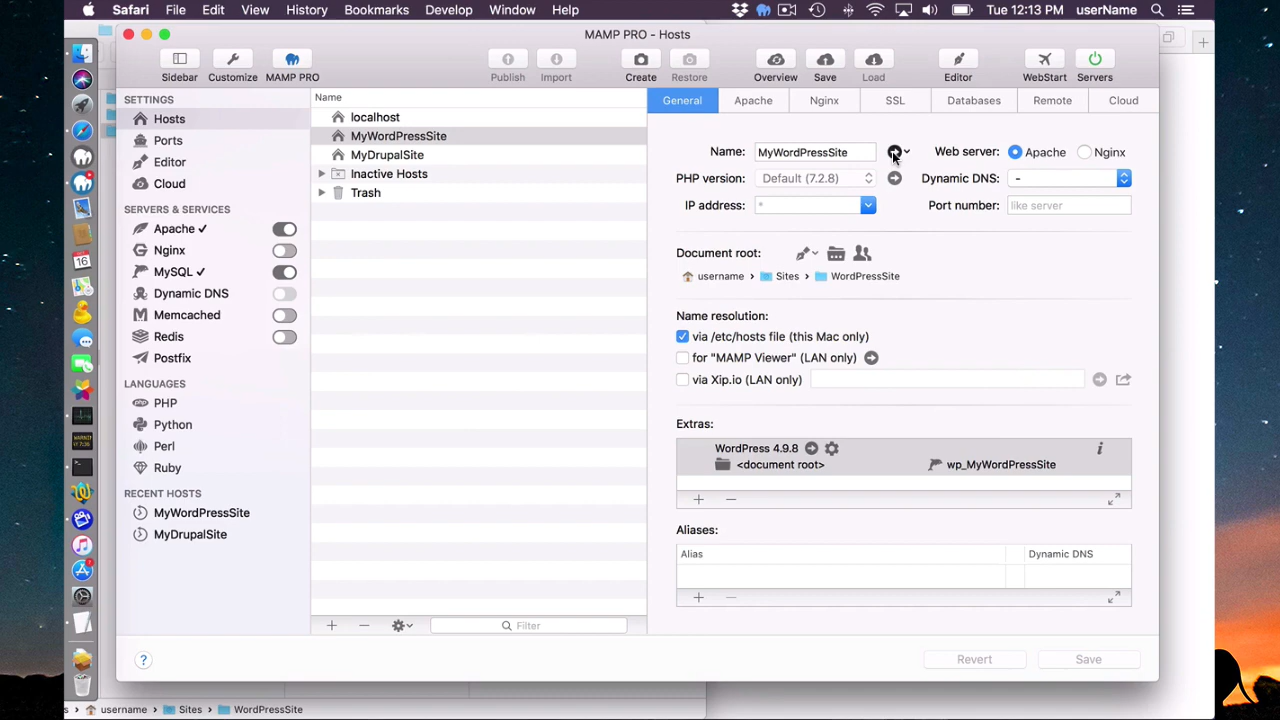 Safari File Edit View History Bookmarks Develop Window Help Tue 12:13 PM userName
MAMP PRO - Hosts
Sidebar Customize MAMP PRO Publish Import Create Restore Overview Save Load Editor WebStart Servers
SETTINGS
Hosts
Ports
Editor
Cloud
SERVERS & SERVICES
Apache ✓
Nginx
MySQL ✓
Dynamic DNS
Memcached
Redis
Postfix
LANGUAGES
PHP
Python
Perl
Ruby
RECENT HOSTS
MyWordPressSite
MyDrupalSite
Name
localhost
MyWordPressSite
MyDrupalSite
Inactive Hosts
Trash
Filter
General Apache Nginx SSL Databases Remote Cloud
Name: MyWordPressSite Web server: Apache Nginx
PHP version: Default (7.2.8) Dynamic DNS: -
IP address: * Port number: like server
Document root:
username › Sites › WordPressSite
Name resolution:
via /etc/hosts file (this Mac only)
for "MAMP Viewer" (LAN only)
via Xip.io (LAN only)
Extras:
WordPress 4.9.8
<document root> wp_MyWordPressSite
Aliases:
Alias Dynamic DNS
? Revert Save
s › username › Sites › WordPressSite